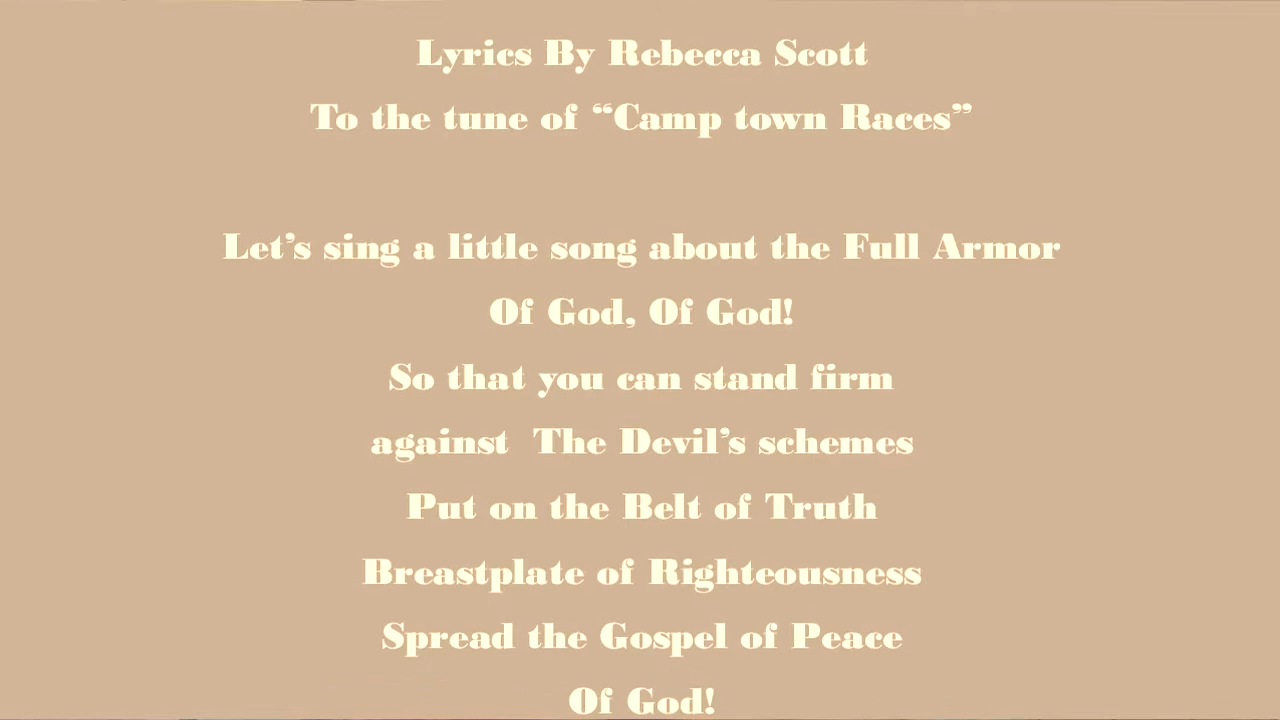 Lyrics By Rebecca Scott
To the tune of “Camp town Races”
Let’s sing a little song about the Full Armor
Of God, Of God!
So that you can stand firm
against  The Devil’s schemes
Put on the Belt of Truth
Breastplate of Righteousness
Spread the Gospel of Peace
Of God!